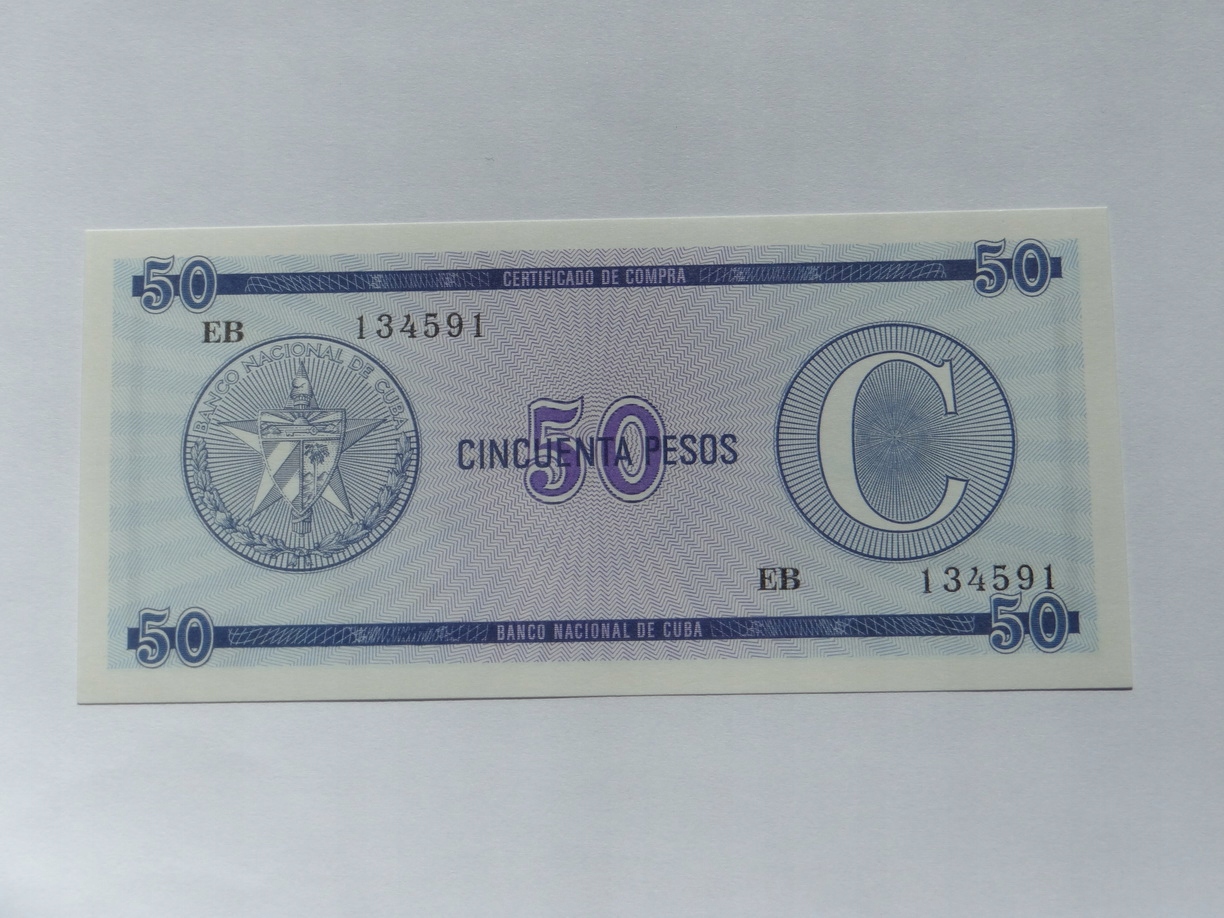 50 CERTIFICADO DE COMPRA 50
EB 134591
BANCO NACIONAL DE CUBA
50
CINCUENTA PESOS
C
EB 134591
50 BANCO NACIONAL DE CUBA 50